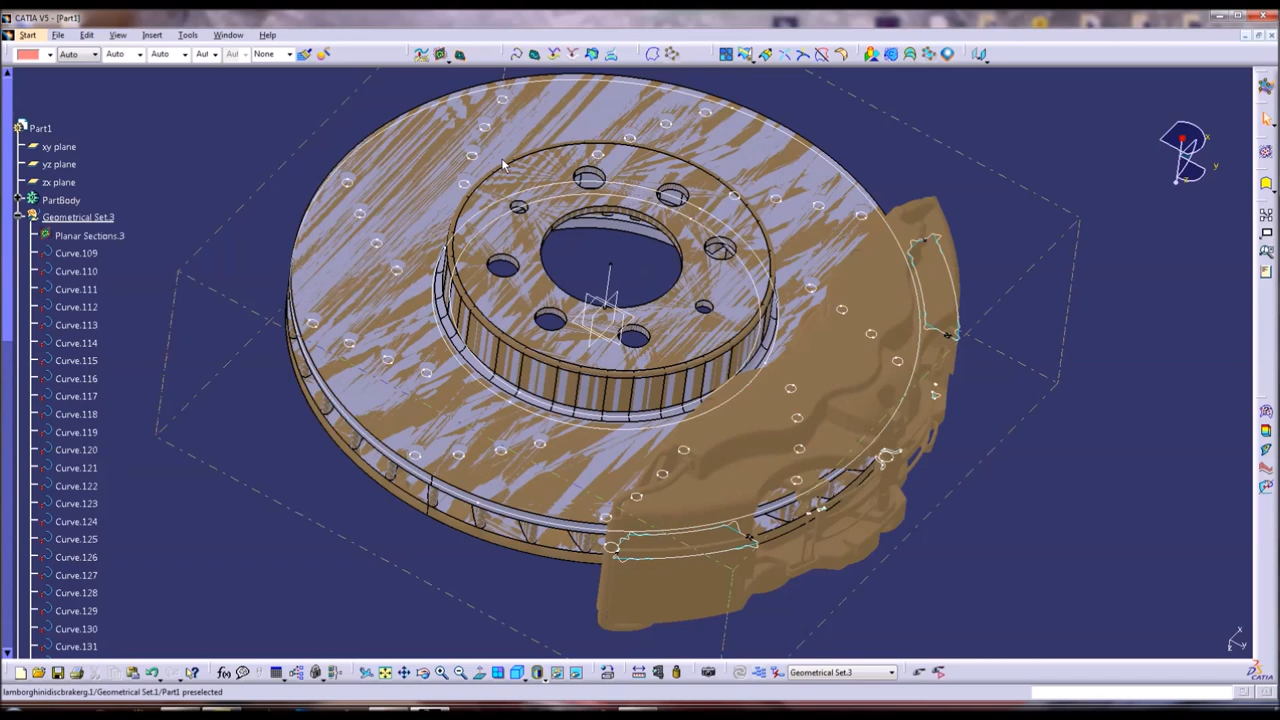 CATIA V5 - [Part1]
Start File Edit View Insert Tools Window Help
Auto Auto Auto Aut Aut None
Part1
xy plane
yz plane
zx plane
PartBody
Geometrical Set.3
Planar Sections.3
Curve.109
Curve.110
Curve.111
Curve.112
Curve.113
Curve.114
Curve.115
Curve.116
Curve.117
Curve.118
Curve.119
Curve.120
Curve.121
Curve.122
Curve.123
Curve.124
Curve.125
Curve.126
Curve.127
Curve.128
Curve.129
Curve.130
Curve.131
x
y
z
x
y
f(x)
Geometrical Set.3
CATIA
lamborghinidiscbrakerg.1/Geometrical Set.1/Part1 preselected